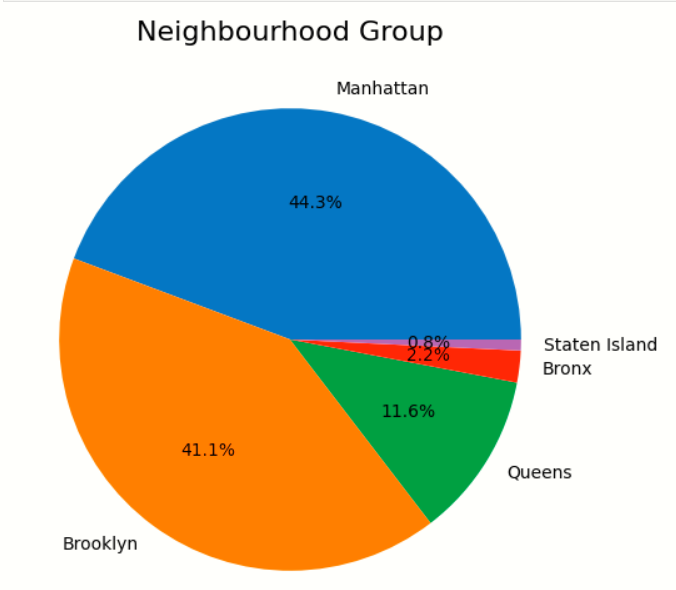 Neighbourhood Group
Manhattan
44.3%
0.8%
Staten Island
2.2%
Bronx
11.6%
41.1%
Queens
Brooklyn